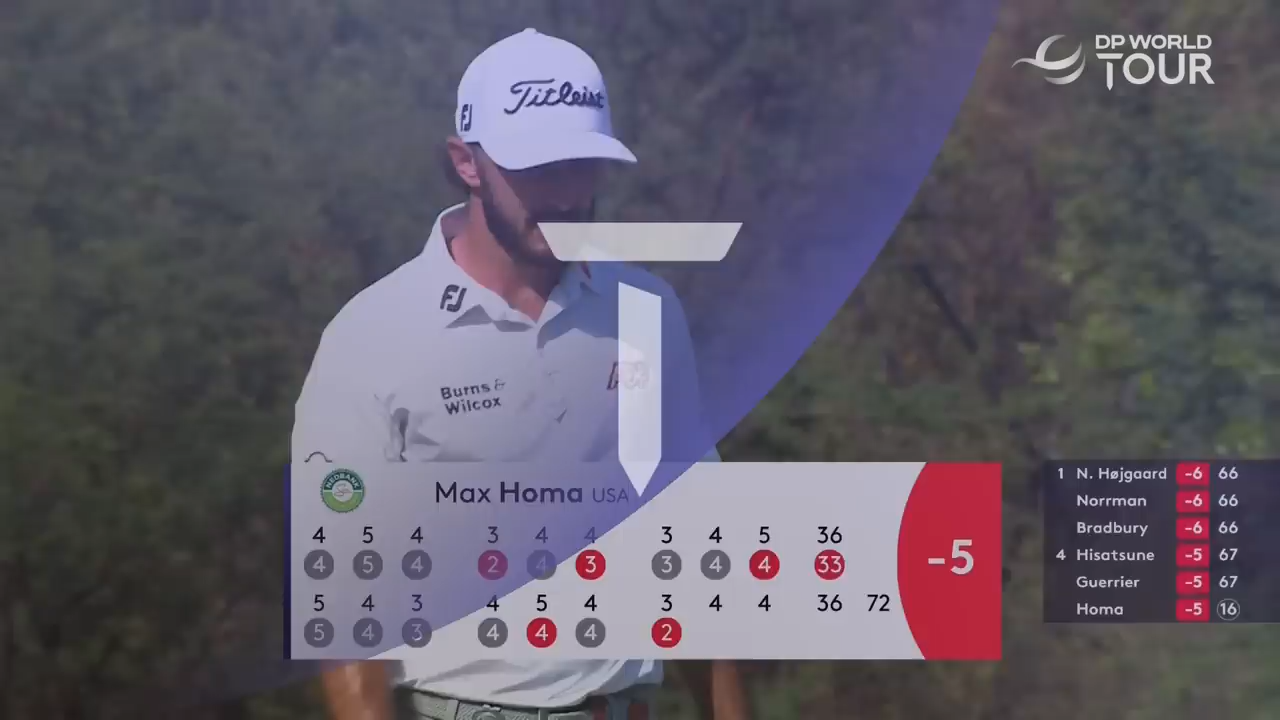 DP WORLD
TOUR
Titleist
FJ
FJ
Burns &
Wilcox
NEDBANK
Max Homa USA
4 5 4 3 4 4 3 4 5 36
4 5 4 2 4 3 3 4 4 33
5 4 3 4 5 4 3 4 4 36 72
5 4 3 4 4 4 2
-5
1 N. Højgaard -6 66
Norrman -6 66
Bradbury -6 66
4 Hisatsune -5 67
Guerrier -5 67
Homa -5 16